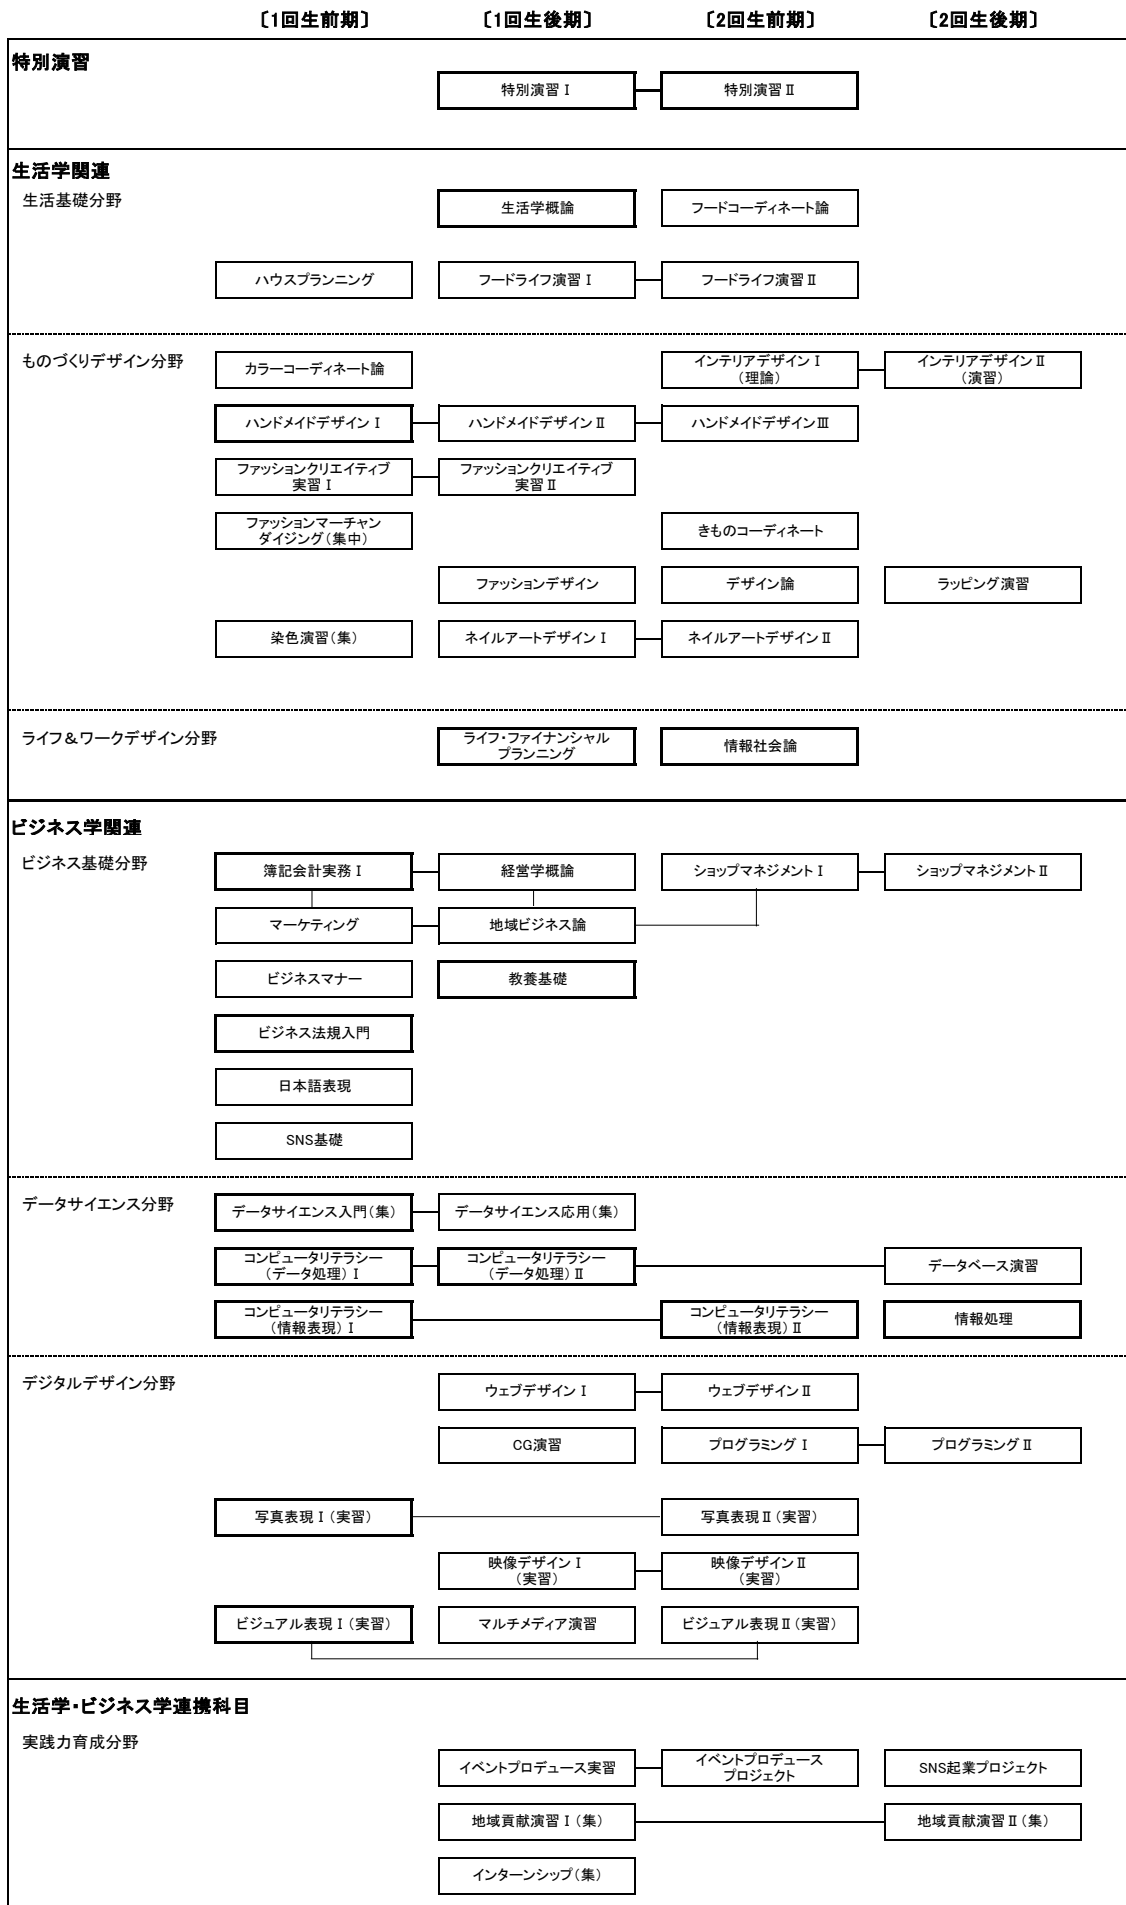 〔1回生前期〕 〔1回生後期〕 〔2回生前期〕 〔2回生後期〕
特別演習
特別演習Ⅰ 特別演習Ⅱ
生活学関連
生活基礎分野
生活学概論 フードコーディネート論
ハウスプランニング フードライフ演習Ⅰ フードライフ演習Ⅱ
ものづくりデザイン分野
カラーコーディネート論
インテリアデザインⅠ
(理論)
インテリアデザインⅡ
(演習)
ハンドメイドデザインⅠ ハンドメイドデザインⅡ ハンドメイドデザインⅢ
ファッションクリエイティブ
実習Ⅰ
ファッションクリエイティブ
実習Ⅱ
ファッションマーチャン
ダイジング(集中)
きものコーディネート
ファッションデザイン デザイン論 ラッピング演習
染色演習(集) ネイルアートデザインⅠ ネイルアートデザインⅡ
ライフ&ワークデザイン分野
ライフ・ファイナンシャル
プランニング
情報社会論
ビジネス学関連
ビジネス基礎分野
簿記会計実務Ⅰ 経営学概論 ショップマネジメントⅠ ショップマネジメントⅡ
マーケティング 地域ビジネス論
ビジネスマナー 教養基礎
ビジネス法規入門
日本語表現
SNS基礎
データサイエンス分野
データサイエンス入門(集) データサイエンス応用(集)
コンピュータリテラシー
(データ処理)Ⅰ
コンピュータリテラシー
(データ処理)Ⅱ
データベース演習
コンピュータリテラシー
(情報表現)Ⅰ
コンピュータリテラシー
(情報表現)Ⅱ
情報処理
デジタルデザイン分野
ウェブデザインⅠ ウェブデザインⅡ
CG演習 プログラミングⅠ プログラミングⅡ
写真表現Ⅰ(実習) 写真表現Ⅱ(実習)
映像デザインⅠ
(実習)
映像デザインⅡ
(実習)
ビジュアル表現Ⅰ(実習) マルチメディア演習 ビジュアル表現Ⅱ(実習)
生活学・ビジネス学連携科目
実践力育成分野
イベントプロデュース実習
イベントプロデュース
プロジェクト
SNS起業プロジェクト
地域貢献演習Ⅰ(集) 地域貢献演習Ⅱ(集)
インターンシップ(集)